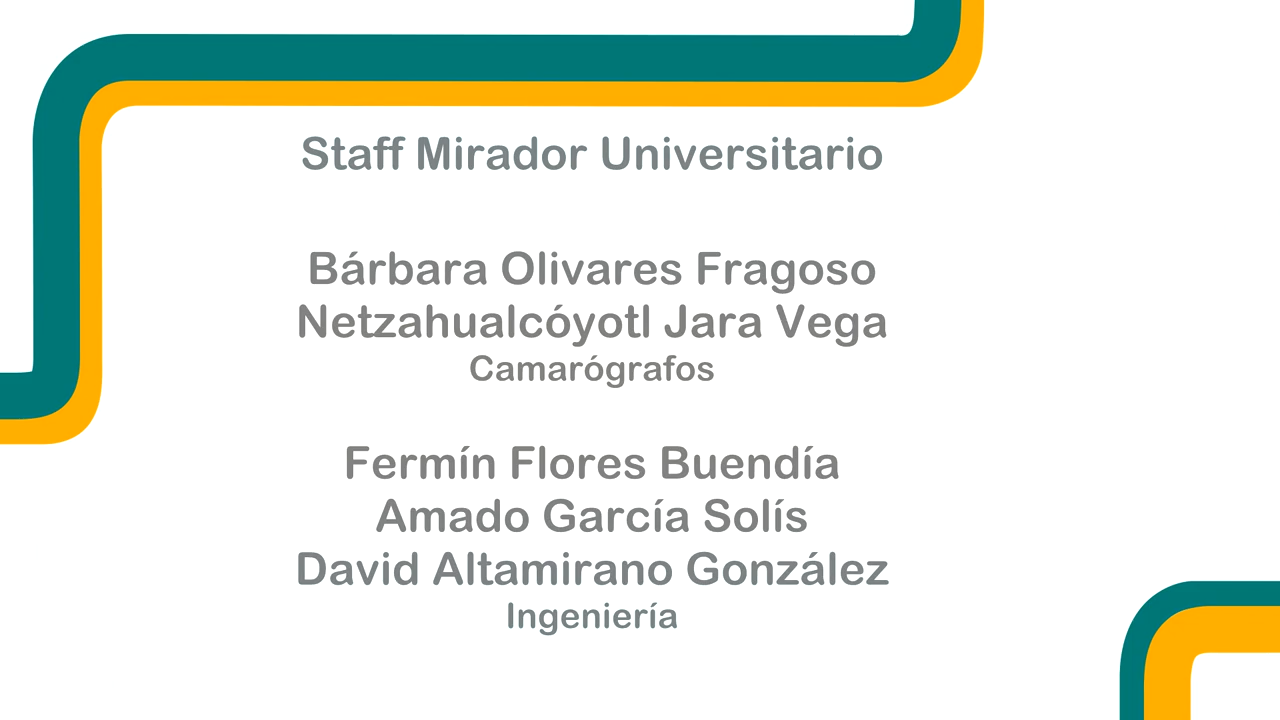 Staff Mirador Universitario
Bárbara Olivares Fragoso
Netzahualcóyotl Jara Vega
Camarógrafos
Fermín Flores Buendía
Amado García Solís
David Altamirano González
Ingeniería